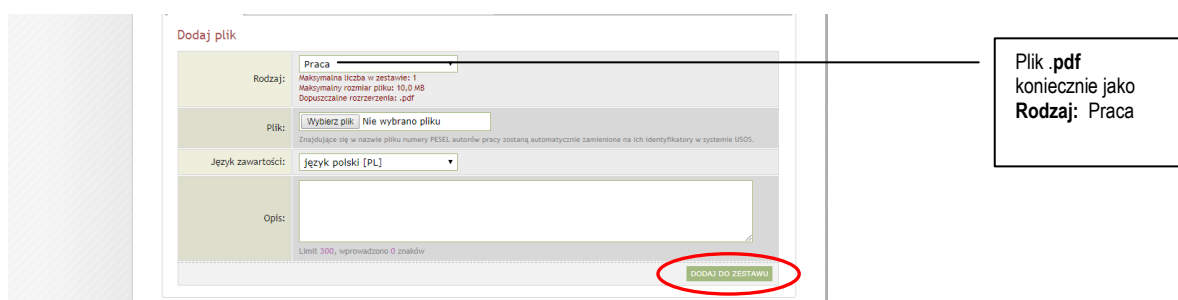 Dodaj plik
Rodzaj:
Praca
Maksymalna liczba w zestawie: 1
Maksymalny rozmiar pliku: 10,0 MB
Dopuszczalne rozrzerzenia: .pdf
Plik:
Wybierz plik Nie wybrano pliku
Znajdujące się w nazwie pliku numery PESEL autorów pracy zostaną automatycznie zamienione na ich identyfikatory w systemie USOS.
Język zawartości:
język polski [PL]
Opis:
Limit 300, wprowadzono 0 znaków
DODAJ DO ZESTAWU
Plik .pdf
koniecznie jako
Rodzaj: Praca